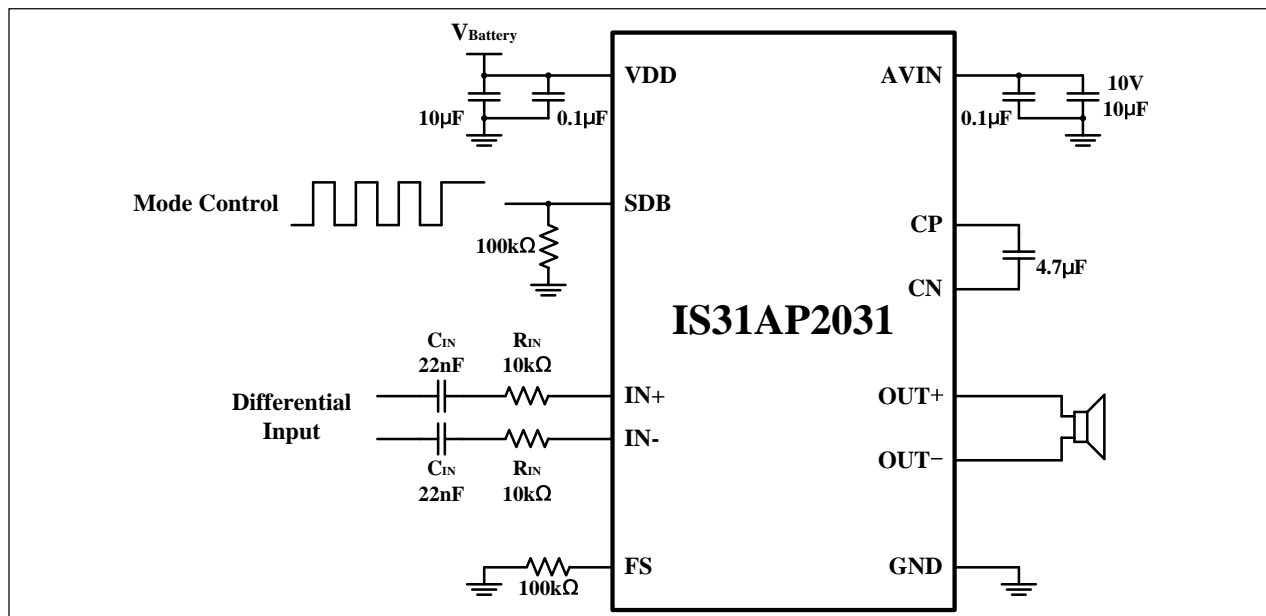 VBattery
VDD
10µF
0.1µF
AVIN
0.1µF
10V
10µF
Mode Control
SDB
100kΩ
CP
CN
4.7µF
IS31AP2031
CIN
22nF
RIN
10kΩ
Differential
Input
IN+
IN-
CIN
22nF
RIN
10kΩ
OUT+
OUT−
FS
100kΩ
GND